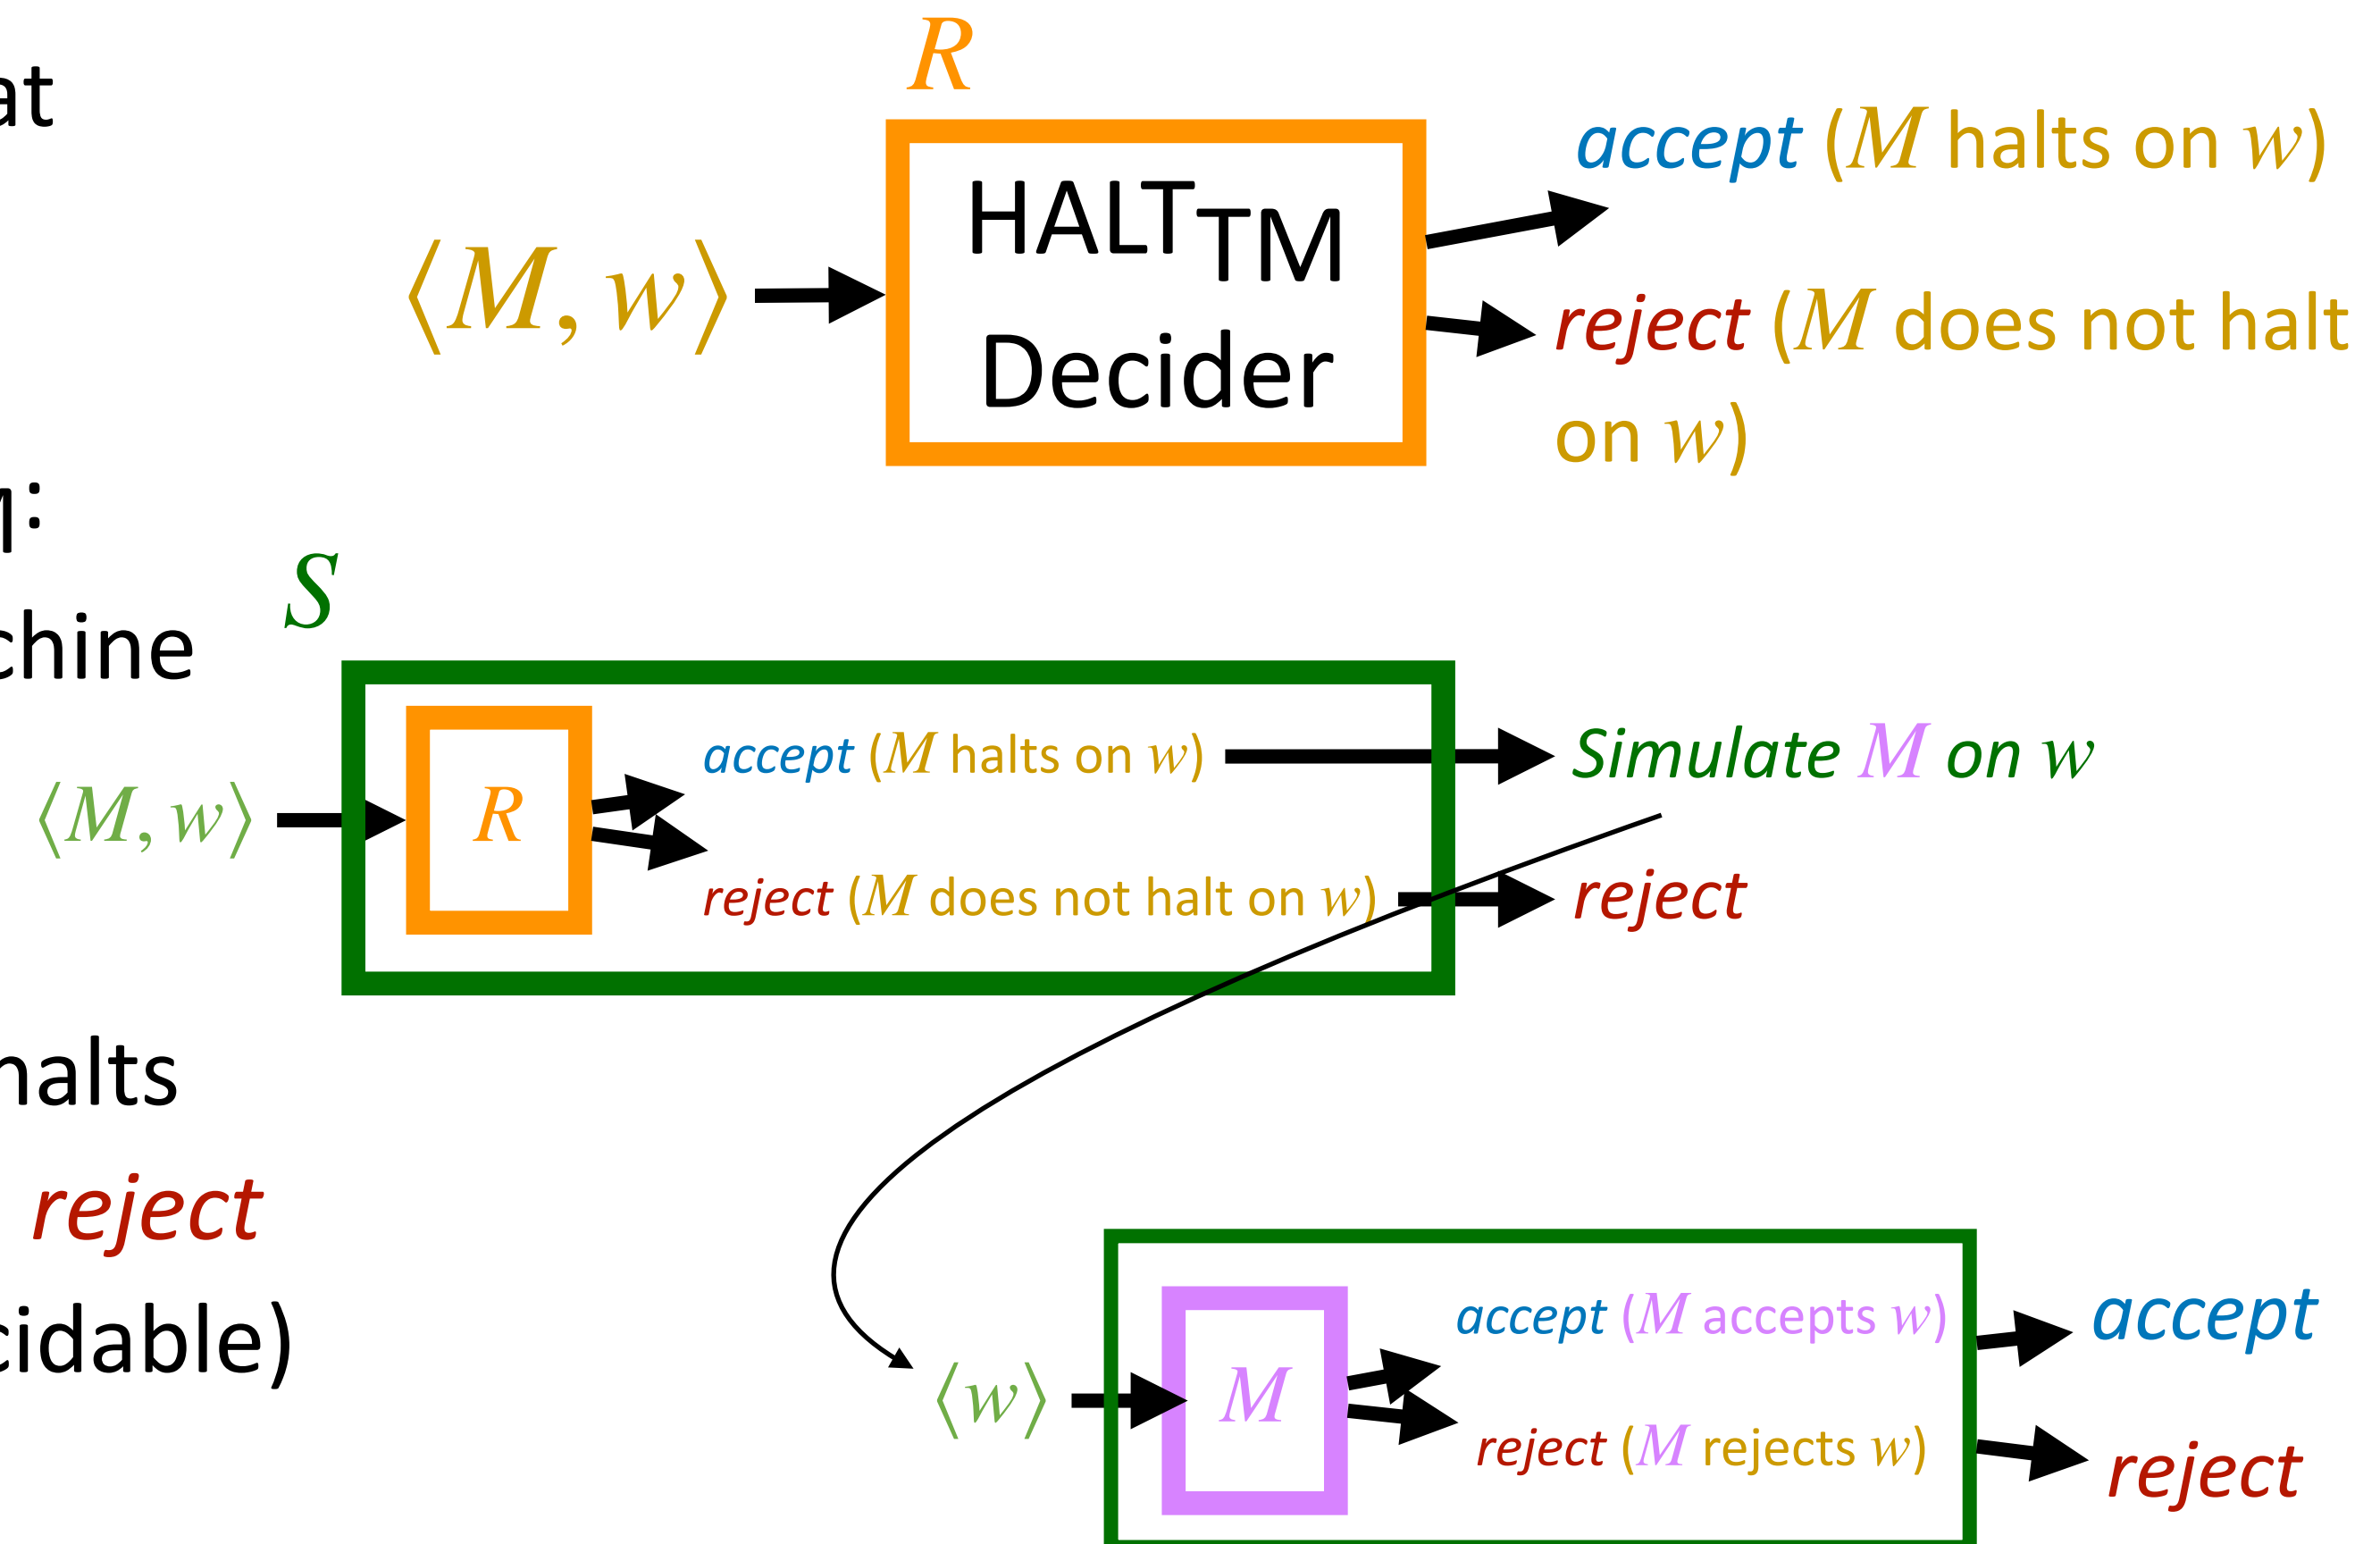 at
R
HALT_TM
Decider
⟨M, w⟩
accept (M halts on w)
reject (M does not halt
on w)
M:
chine
S
⟨M, w⟩
R
accept (M halts on w)
reject (M does not halt on w)
Simulate M on w
reject
halts
reject
cidable)
⟨w⟩
M
accept (M accepts w)
reject (M rejects w)
accept
reject